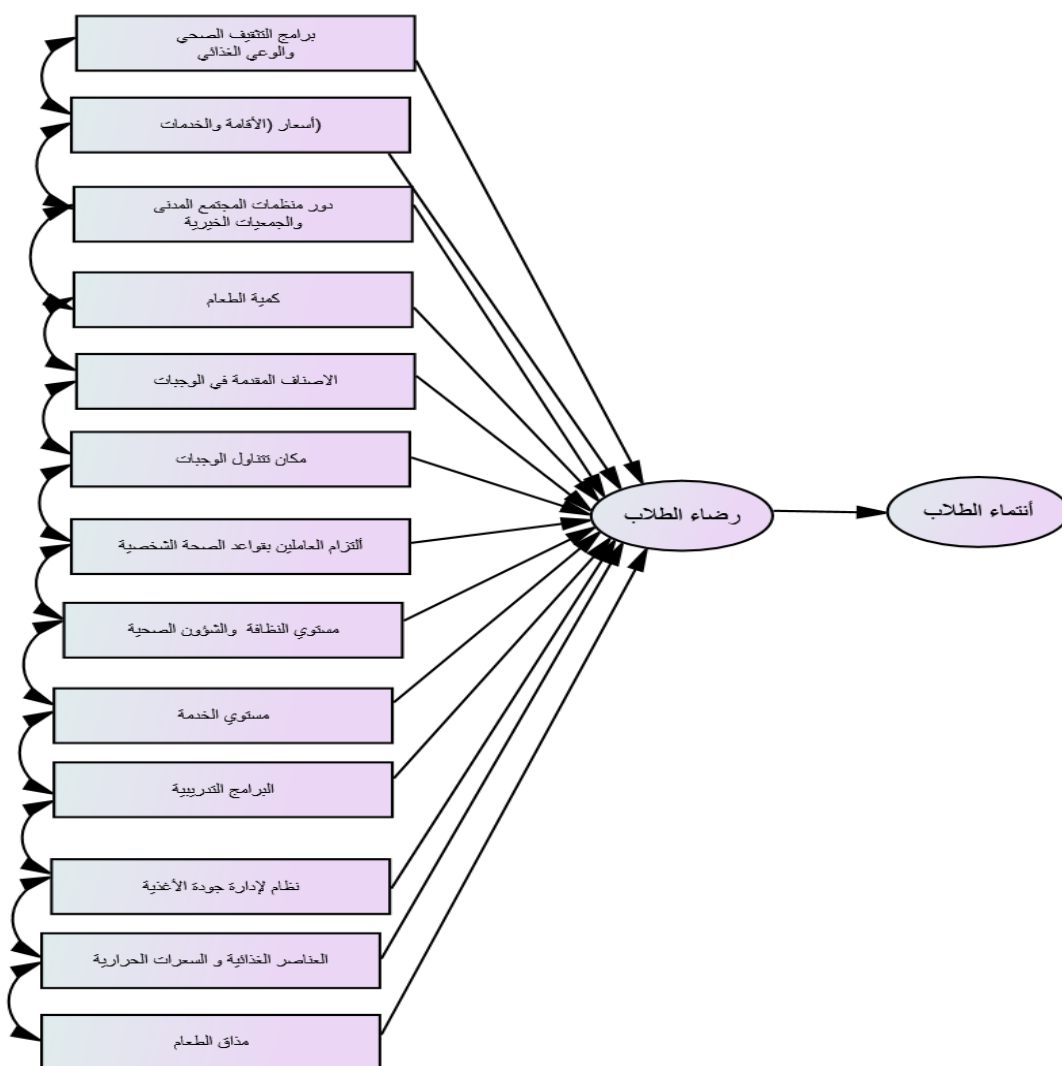 برامج التثقيف الصحي
والوعي الغذائي
أسعار (الأقامة والخدمات)
دور منظمات المجتمع المدنى
والجمعيات الخيرية
كمية الطعام
الاصناف المقدمة في الوجبات
مكان تتناول الوجبات
ألتزام العاملين بقواعد الصحة الشخصية
مستوي النظافة والشؤون الصحية
مستوي الخدمة
البرامج التدريبية
نظام لإدارة جودة الأغذية
العناصر الغذائية و السعرات الحرارية
مذاق الطعام
رضاء الطلاب
أنتماء الطلاب